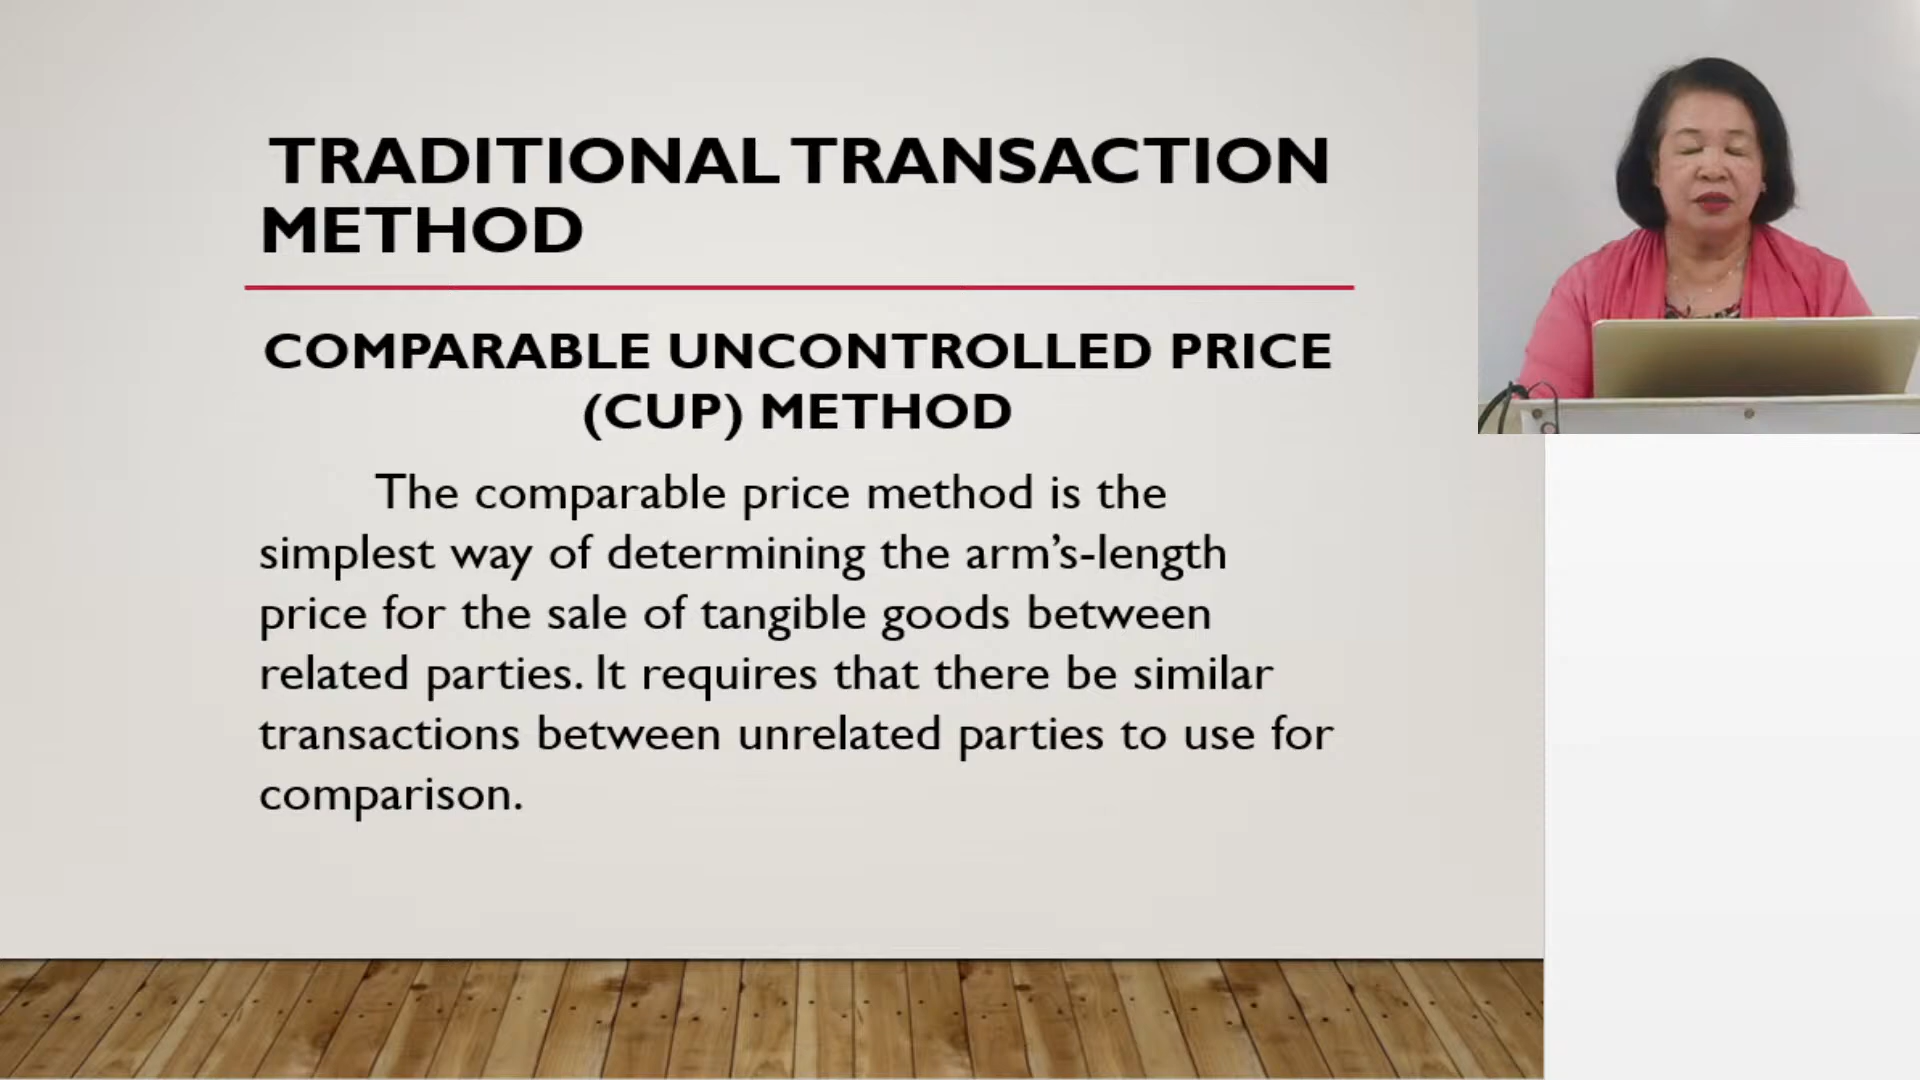 TRADITIONAL TRANSACTION
METHOD
COMPARABLE UNCONTROLLED PRICE
(CUP) METHOD
The comparable price method is the
simplest way of determining the arm’s-length
price for the sale of tangible goods between
related parties. It requires that there be similar
transactions between unrelated parties to use for
comparison.